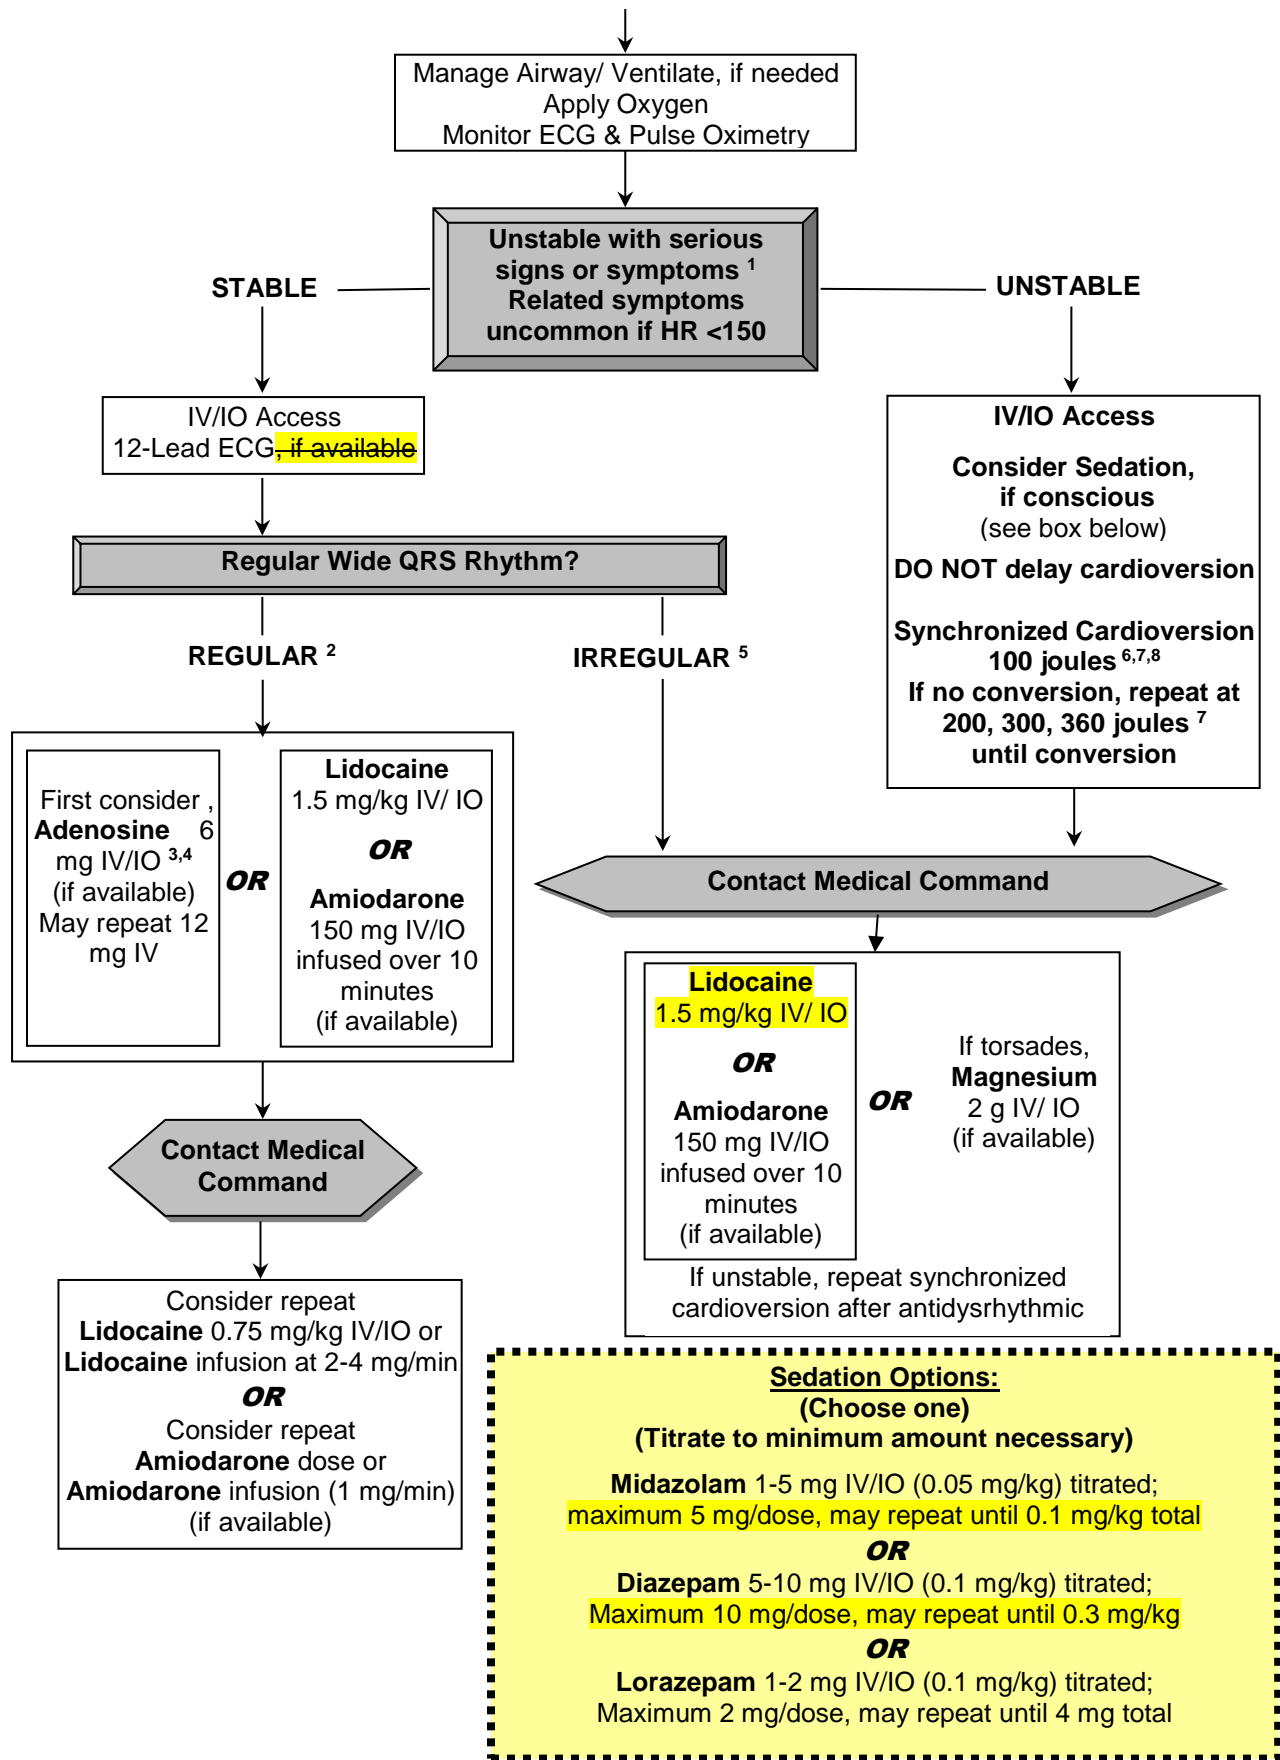 Manage Airway/ Ventilate, if needed
Apply Oxygen
Monitor ECG & Pulse Oximetry
Unstable with serious
signs or symptoms 1
Related symptoms
uncommon if HR <150
STABLE
UNSTABLE
IV/IO Access
12-Lead ECG, if available
Regular Wide QRS Rhythm?
REGULAR 2
IRREGULAR 5
IV/IO Access
Consider Sedation,
if conscious
(see box below)
DO NOT delay cardioversion
Synchronized Cardioversion
100 joules 6,7,8
If no conversion, repeat at
200, 300, 360 joules 7
until conversion
First consider ,
Adenosine 6
mg IV/IO 3,4
(if available)
May repeat 12
mg IV
OR
Lidocaine
1.5 mg/kg IV/ IO
OR
Amiodarone
150 mg IV/IO
infused over 10
minutes
(if available)
Contact Medical Command
Lidocaine
1.5 mg/kg IV/ IO
OR
Amiodarone
150 mg IV/IO
infused over 10
minutes
(if available)
OR
If torsades,
Magnesium
2 g IV/ IO
(if available)
If unstable, repeat synchronized
cardioversion after antidysrhythmic
Contact Medical
Command
Consider repeat
Lidocaine 0.75 mg/kg IV/IO or
Lidocaine infusion at 2-4 mg/min
OR
Consider repeat
Amiodarone dose or
Amiodarone infusion (1 mg/min)
(if available)
Sedation Options:
(Choose one)
(Titrate to minimum amount necessary)
Midazolam 1-5 mg IV/IO (0.05 mg/kg) titrated;
maximum 5 mg/dose, may repeat until 0.1 mg/kg total
OR
Diazepam 5-10 mg IV/IO (0.1 mg/kg) titrated;
Maximum 10 mg/dose, may repeat until 0.3 mg/kg
OR
Lorazepam 1-2 mg IV/IO (0.1 mg/kg) titrated;
Maximum 2 mg/dose, may repeat until 4 mg total